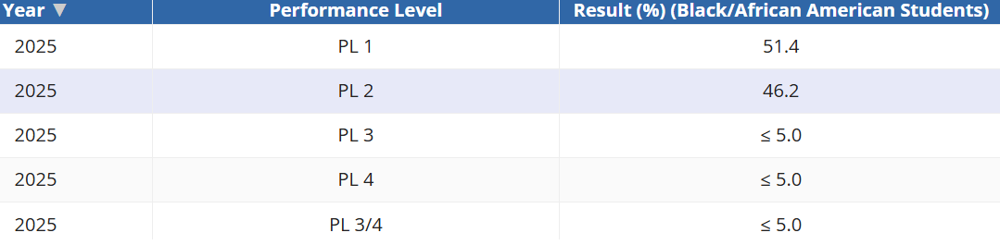 Year ▼ Performance Level Result (%) (Black/African American Students)
2025 PL 1 51.4
2025 PL 2 46.2
2025 PL 3 ≤ 5.0
2025 PL 4 ≤ 5.0
2025 PL 3/4 ≤ 5.0